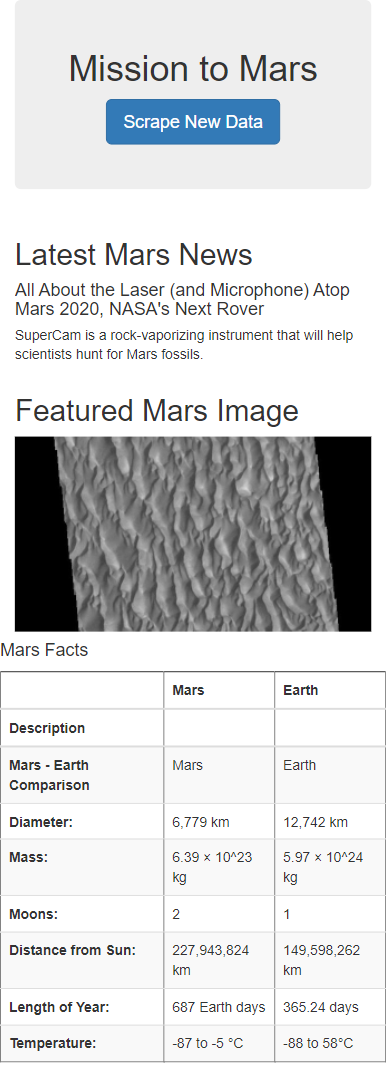 Mission to Mars
Scrape New Data
Latest Mars News
All About the Laser (and Microphone) Atop
Mars 2020, NASA's Next Rover
SuperCam is a rock-vaporizing instrument that will help
scientists hunt for Mars fossils.
Featured Mars Image
Mars Facts
Mars Earth
Description
Mars - Earth
Comparison Mars Earth
Diameter: 6,779 km 12,742 km
Mass: 6.39 × 10^23 5.97 × 10^24
kg kg
Moons: 2 1
Distance from Sun: 227,943,824 149,598,262
km km
Length of Year: 687 Earth days 365.24 days
Temperature: -87 to -5 °C -88 to 58°C